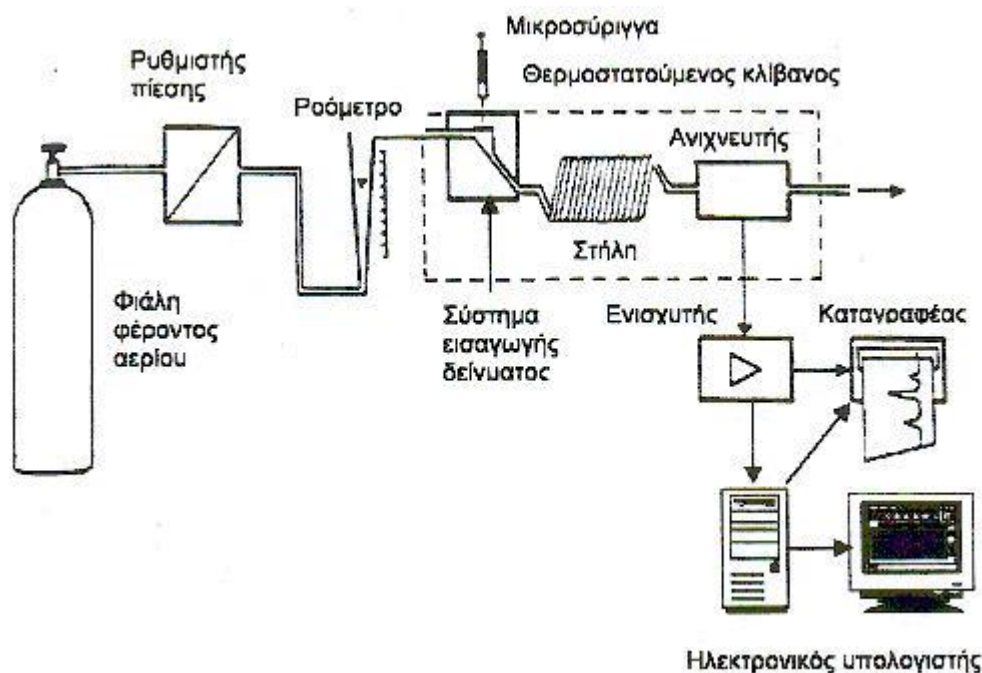 Μικροσύριγγα
Ρυθμιστής
πίεσης
Θερμοστατούμενος κλίβανος
Ροόμετρο
Ανιχνευτής
Στήλη
Φιάλη
φέροντος
αερίου
Σύστημα
εισαγωγής
δείγματος
Ενισχυτής
Καταγραφέας
Ηλεκτρονικός υπολογιστής